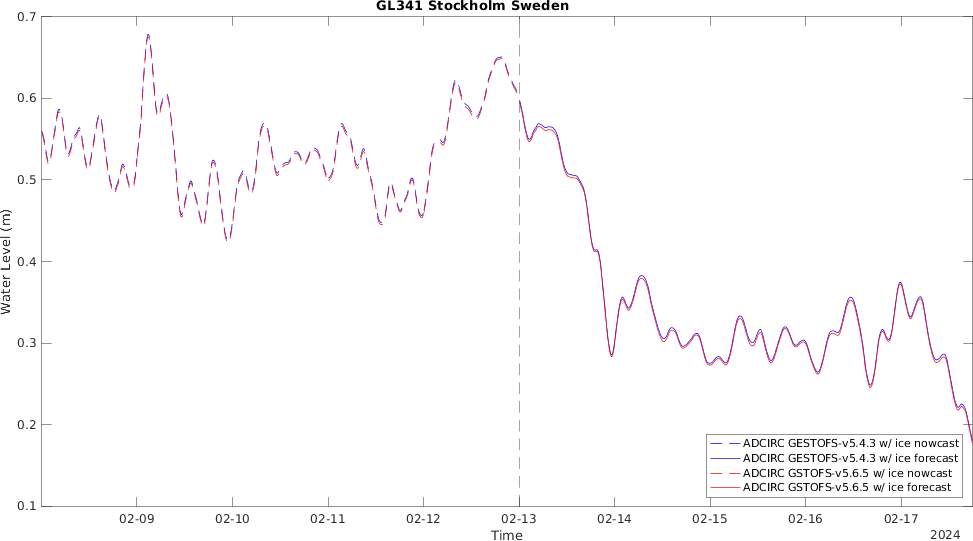 GL341 Stockholm Sweden
0.7
0.6
0.5
0.4
0.3
0.2
0.1
Water Level (m)
ADCIRC GESTOFS-v5.4.3 w/ ice nowcast
ADCIRC GESTOFS-v5.4.3 w/ ice forecast
ADCIRC GSTOFS-v5.6.5 w/ ice nowcast
ADCIRC GSTOFS-v5.6.5 w/ ice forecast
02-09 02-10 02-11 02-12 02-13 02-14 02-15 02-16 02-17
Time
2024